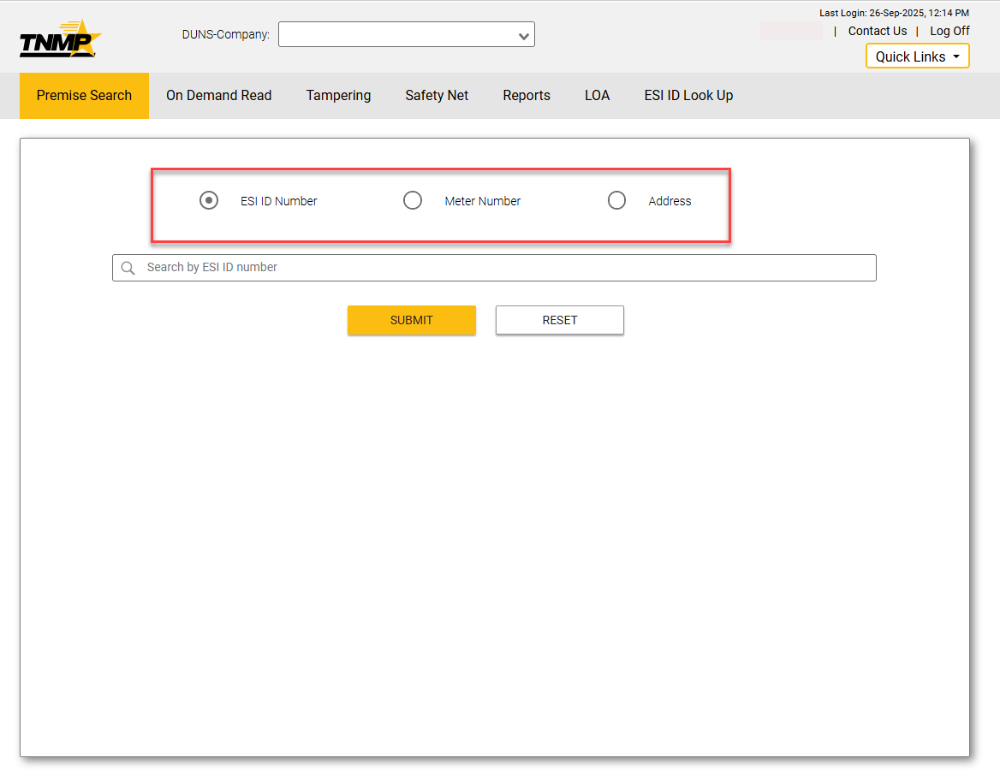 Last Login: 26-Sep-2025, 12:14 PM
TNMP
DUNS-Company:
| Contact Us | Log Off
Quick Links
Premise Search On Demand Read Tampering Safety Net Reports LOA ESI ID Look Up
ESI ID Number Meter Number Address
Search by ESI ID number
SUBMIT RESET